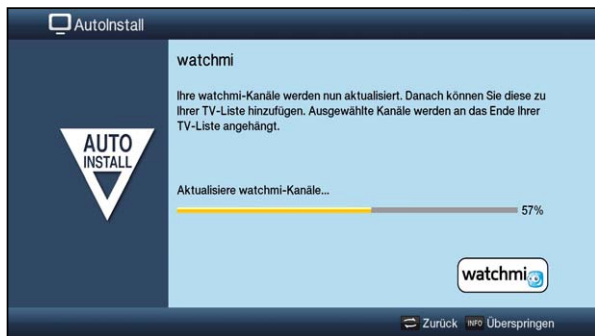 AutoInstall
watchmi
Ihre watchmi-Kanäle werden nun aktualisiert. Danach können Sie diese zu
Ihrer TV-Liste hinzufügen. Ausgewählte Kanäle werden an das Ende Ihrer
TV-Liste angehängt.
AUTO
INSTALL
Aktualisiere watchmi-Kanäle...
57%
watchmi
Zurück INFO Überspringen